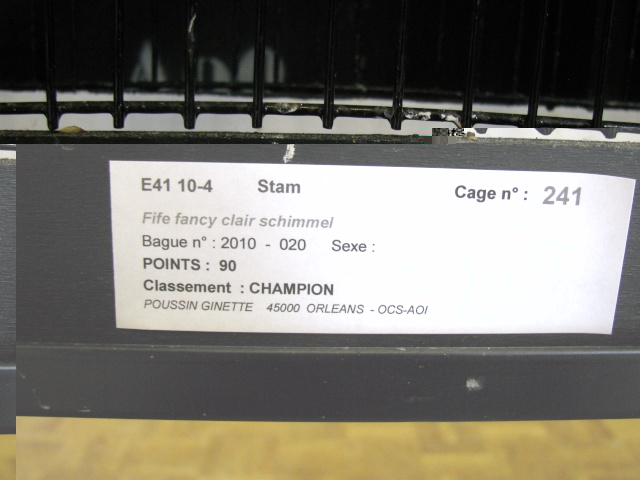 E41 10-4 Stam Cage n° : 241
Fife fancy clair schimmel
Bague n° : 2010 - 020 Sexe :
POINTS : 90
Classement : CHAMPION
POUSSIN GINETTE 45000 ORLEANS - OCS-AOI